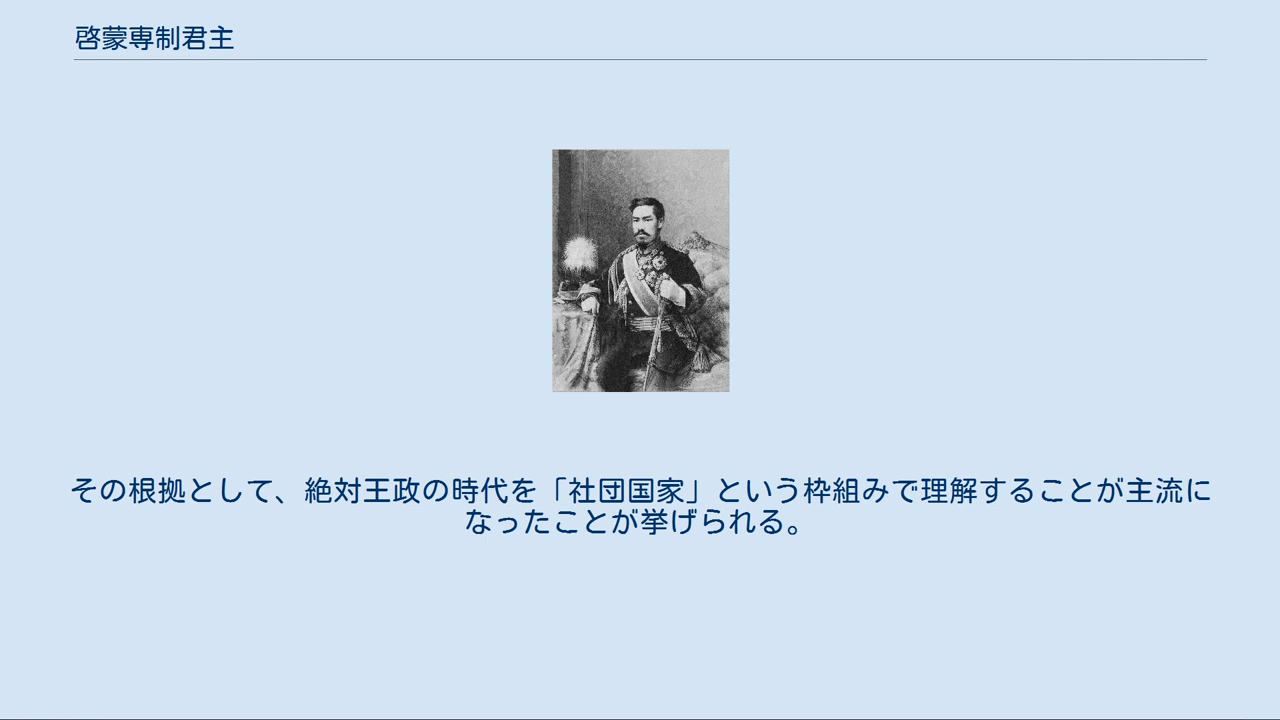 啓蒙専制君主
その根拠として、絶対王政の時代を「社団国家」という枠組みで理解することが主流に
なったことが挙げられる。